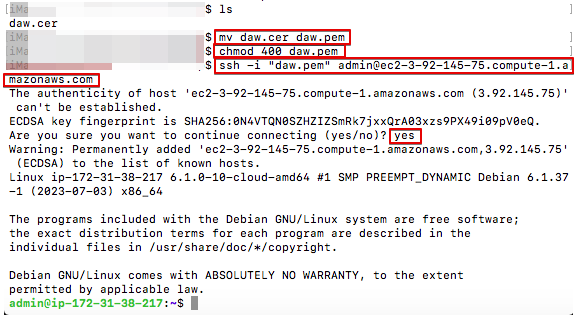 [iMa $ ls
daw.cer
[iMa $ mv daw.cer daw.pem
[iMa $ chmod 400 daw.pem
[iMa $ ssh -i "daw.pem" admin@ec2-3-92-145-75.compute-1.a
mazonaws.com
The authenticity of host 'ec2-3-92-145-75.compute-1.amazonaws.com (3.92.145.75)'
can't be established.
ECDSA key fingerprint is SHA256:0N4VTQN0SZHZIZSmRk7jxxQrA03xzs9PX49i09pV0eQ.
Are you sure you want to continue connecting (yes/no)? yes
Warning: Permanently added 'ec2-3-92-145-75.compute-1.amazonaws.com,3.92.145.75'
(ECDSA) to the list of known hosts.
Linux ip-172-31-38-217 6.1.0-10-cloud-amd64 #1 SMP PREEMPT_DYNAMIC Debian 6.1.37
-1 (2023-07-03) x86_64
The programs included with the Debian GNU/Linux system are free software;
the exact distribution terms for each program are described in the
individual files in /usr/share/doc/*/copyright.
Debian GNU/Linux comes with ABSOLUTELY NO WARRANTY, to the extent
permitted by applicable law.
admin@ip-172-31-38-217:~$